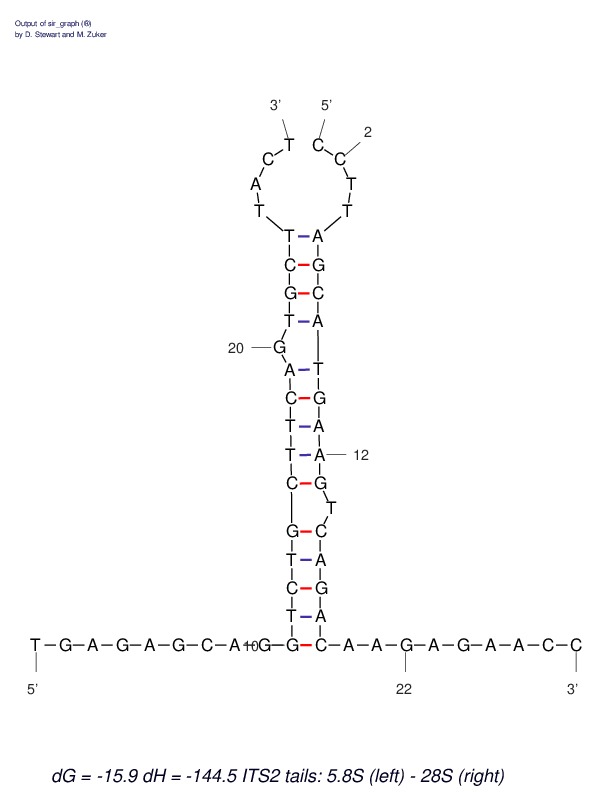 Output of sir_graph (®)
by D. Stewart and M. Zuker
3' 5'
T C 2
C C
A T
T T
T A
C G
G C
T A
20 G
A T
C G
T A
T A 12
C G
T
G C
T A
C G
T A
T G A G A G C A 10 G G C A A G A G A A C C
5' 22 3'
dG = -15.9 dH = -144.5 ITS2 tails: 5.8S (left) - 28S (right)